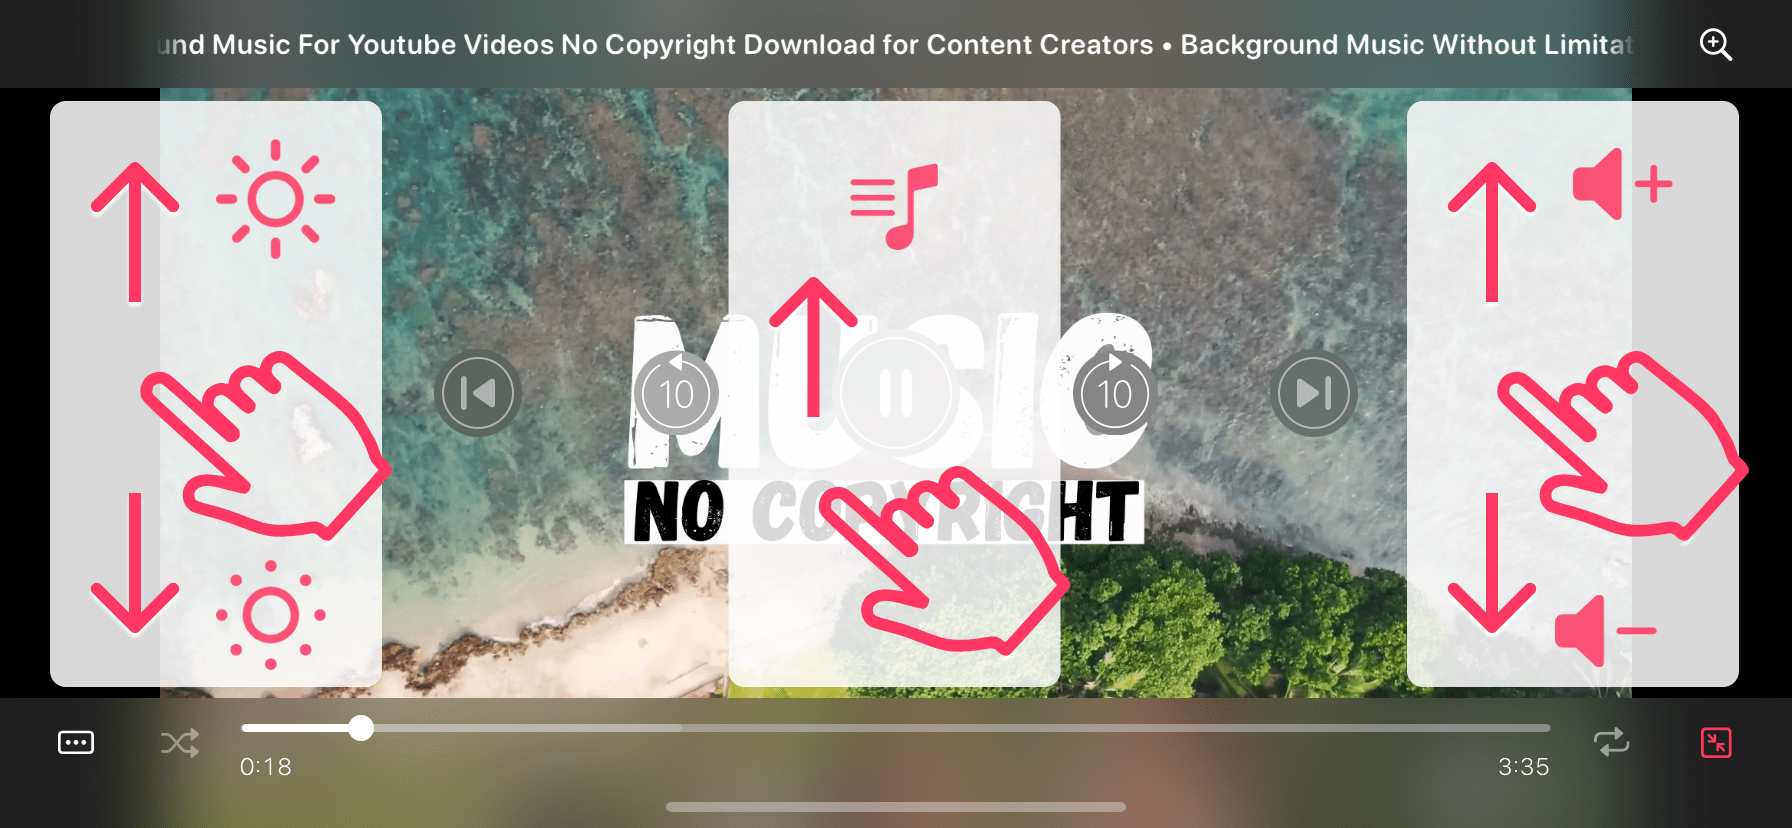 und Music For Youtube Videos No Copyright Download for Content Creators • Background Music Without Limitat
MUSIC
10
10
NO COPYRIGHT
0:18
3:35